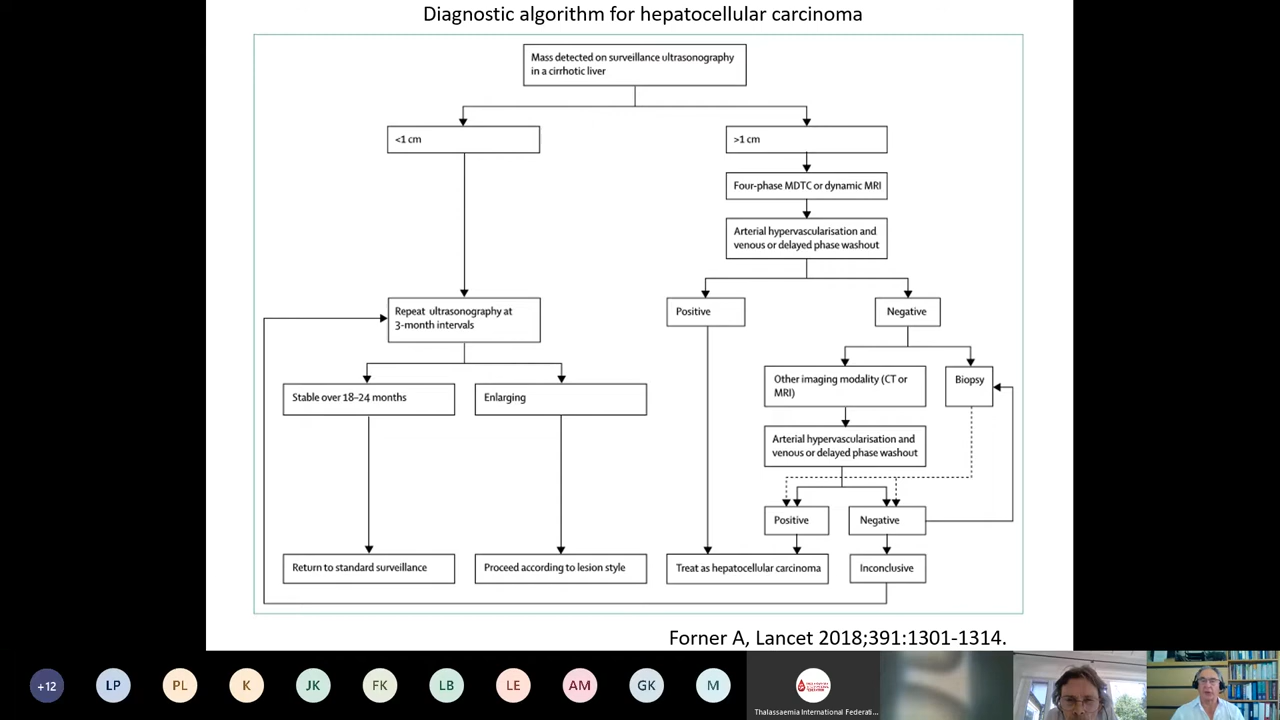 Diagnostic algorithm for hepatocellular carcinoma
Mass detected on surveillance ultrasonography
in a cirrhotic liver
<1 cm
>1 cm
Four-phase MDTC or dynamic MRI
Arterial hypervascularisation and
venous or delayed phase washout
Repeat ultrasonography at
3-month intervals
Positive
Negative
Stable over 18–24 months
Enlarging
Other imaging modality (CT or
MRI)
Biopsy
Arterial hypervascularisation and
venous or delayed phase washout
Positive
Negative
Return to standard surveillance
Proceed according to lesion style
Treat as hepatocellular carcinoma
Inconclusive
Forner A, Lancet 2018;391:1301-1314.
+12
LP
PL
K
JK
FK
LB
LE
AM
GK
M
Thalassaemia International Federati...